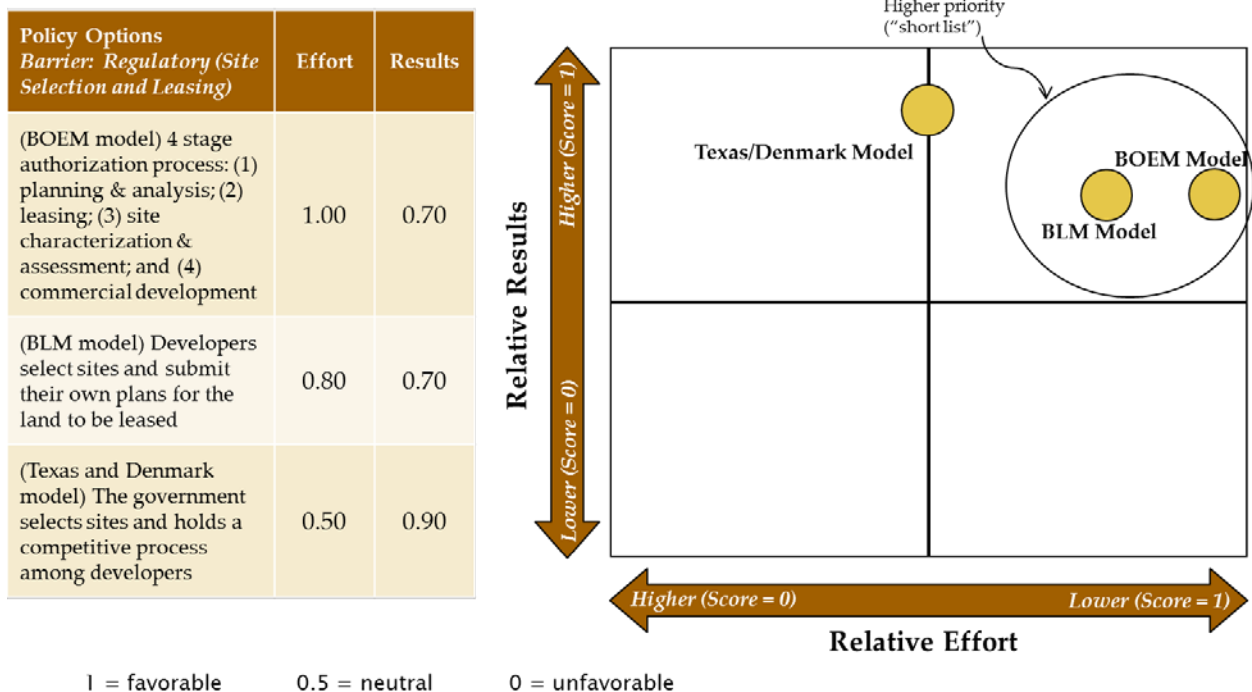 Policy Options
Barrier: Regulatory (Site
Selection and Leasing)
Effort
Results
(BOEM model) 4 stage
authorization process: (1)
planning & analysis; (2)
leasing; (3) site
characterization &
assessment; and (4)
commercial development
1.00
0.70
(BLM model) Developers
select sites and submit
their own plans for the
land to be leased
0.80
0.70
(Texas and Denmark
model) The government
selects sites and holds a
competitive process
among developers
0.50
0.90
Higher priority
("short list")
Relative Results
Higher (Score = 1)
Lower (Score = 0)
Texas/Denmark Model
BOEM Model
BLM Model
Higher (Score = 0)
Lower (Score = 1)
Relative Effort
1 = favorable
0.5 = neutral
0 = unfavorable